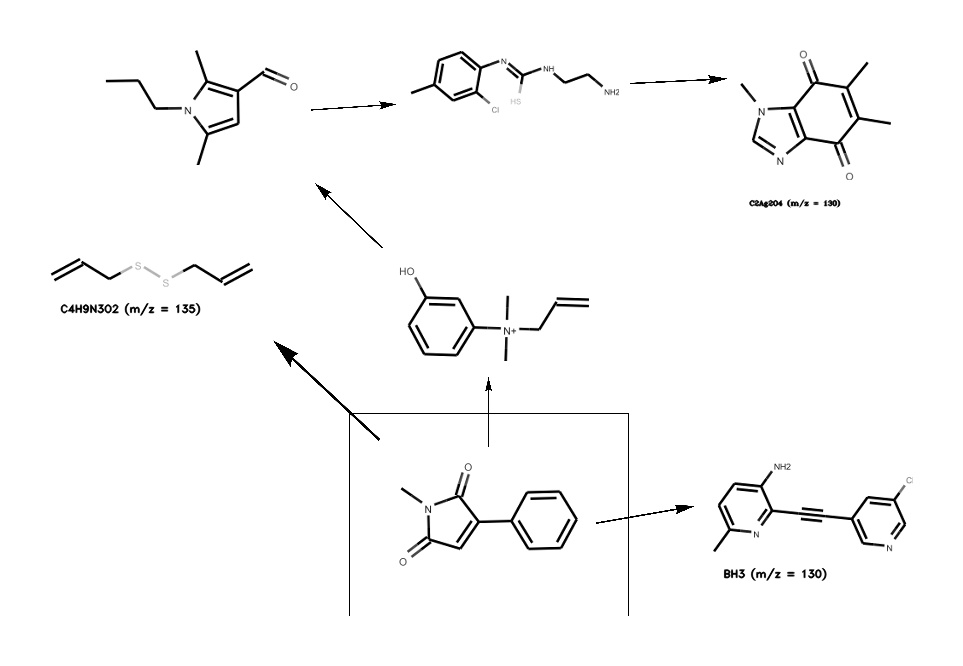 O
N
O
N
NH
HS
Cl
NH2
O
N
N
O
C2Ag2O4 (m/z = 130)
S
S
C4H9N3O2 (m/z = 135)
HO
N+
O
N
O
NH2
N
Cl
N
BH3 (m/z = 130)